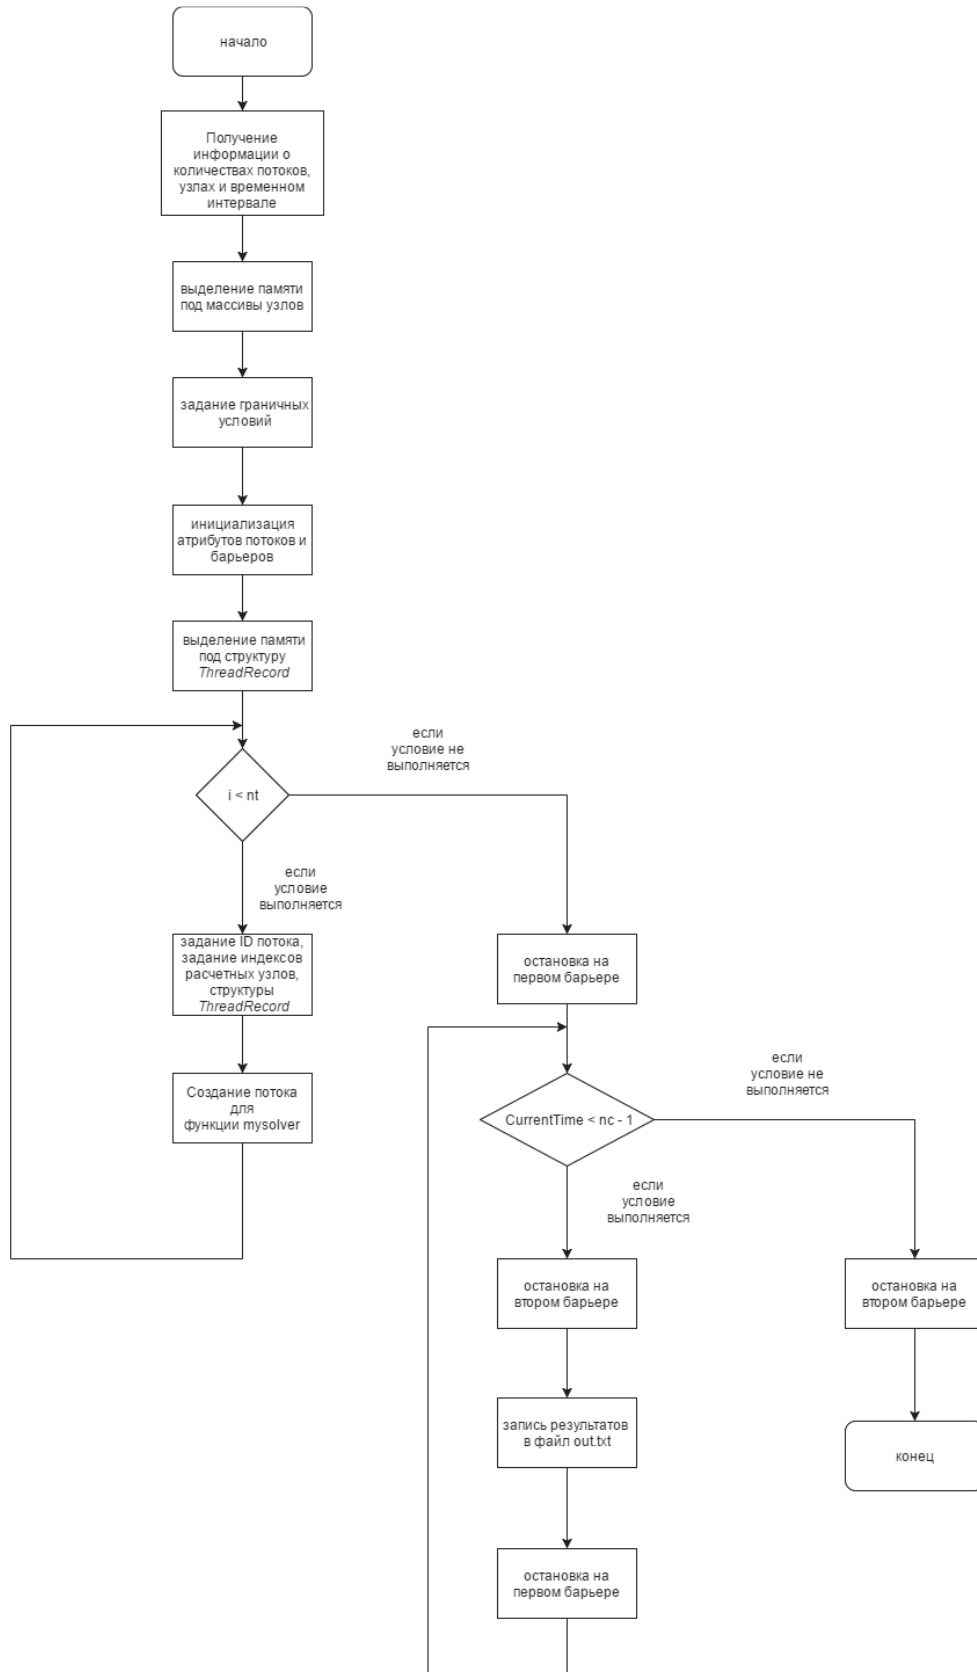 начало
Получение
информации о
количествах потоков,
узлах и временном
интервале
выделение памяти
под массивы узлов
задание граничных
условий
инициализация
атрибутов потоков и
барьеров
выделение памяти
под структуру
ThreadRecord
если
условие не
выполняется
i < nt
если
условие
выполняется
задание ID потока,
задание индексов
расчетных узлов,
структуры
ThreadRecord
Создание потока
для
функции mysolver
остановка на
первом барьере
если
условие не
выполняется
CurrentTime < nc - 1
если
условие
выполняется
остановка на
втором барьере
запись результатов
в файл out.txt
остановка на
первом барьере
остановка на
втором барьере
конец